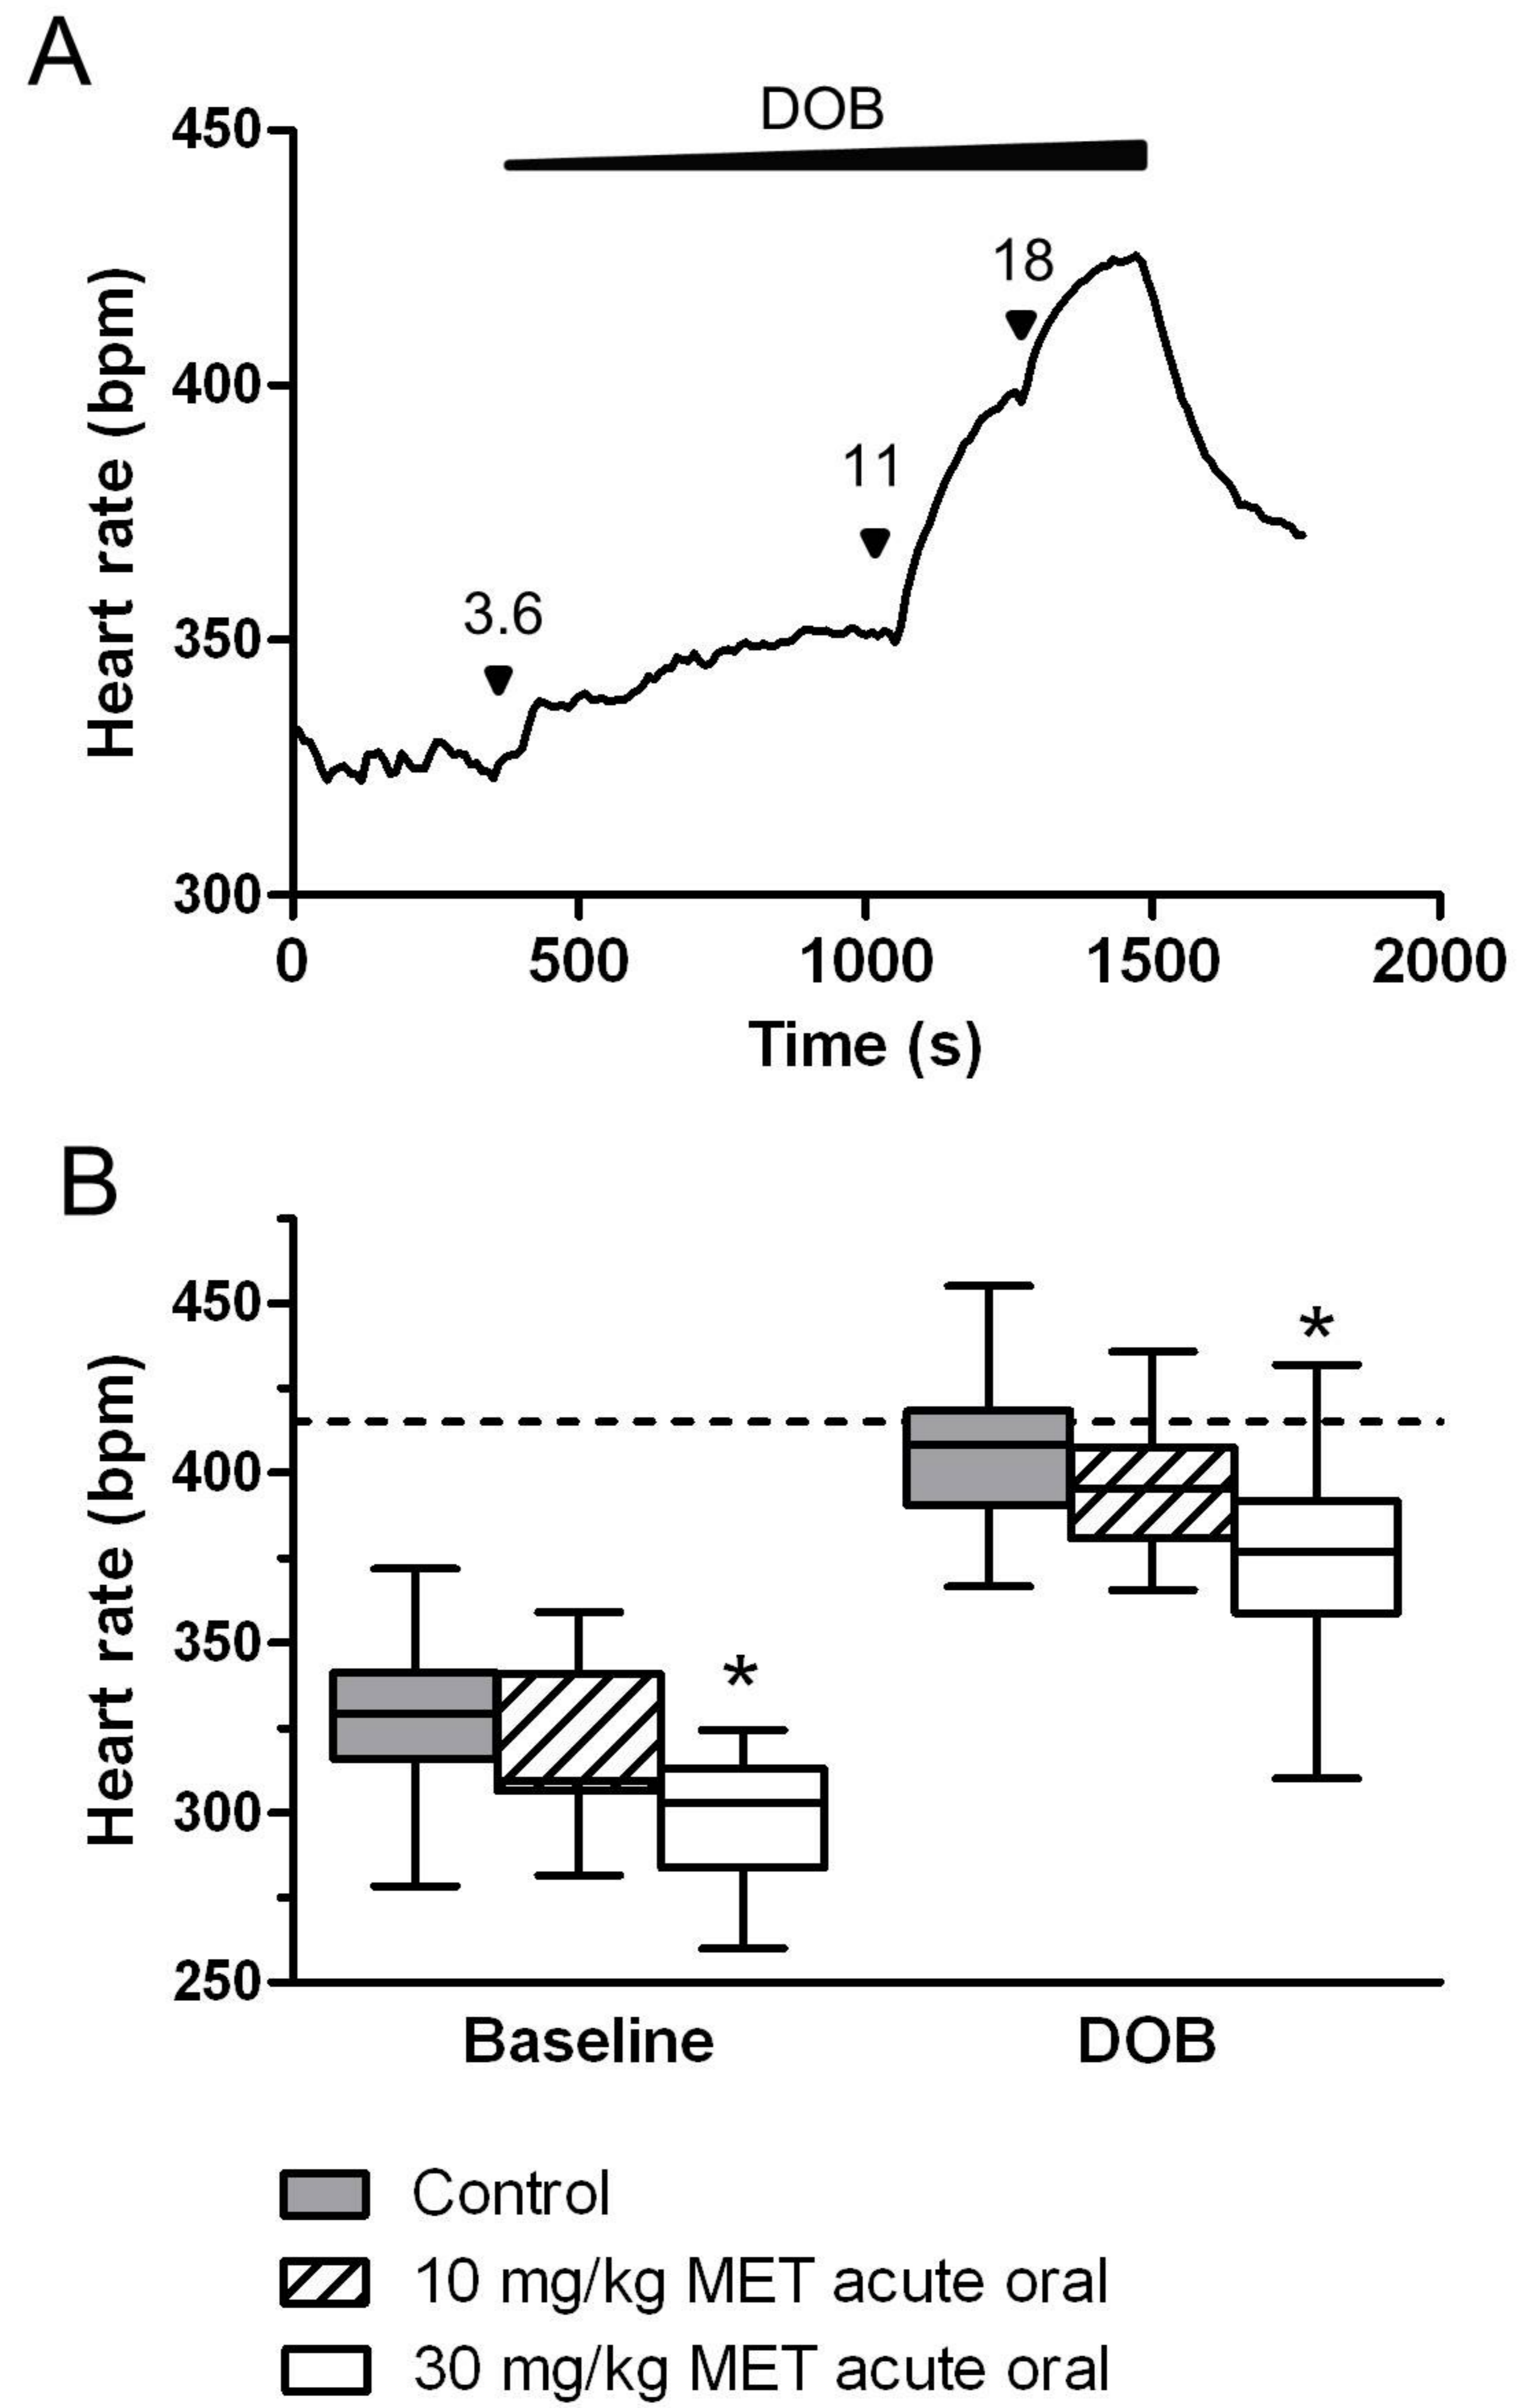 A
DOB
450
18
400
11
3.6
350
300
0 500 1000 1500 2000
Heart rate (bpm)
Time (s)
B
450
*
400
350
*
300
250
Heart rate (bpm)
Baseline DOB
Control
10 mg/kg MET acute oral
30 mg/kg MET acute oral